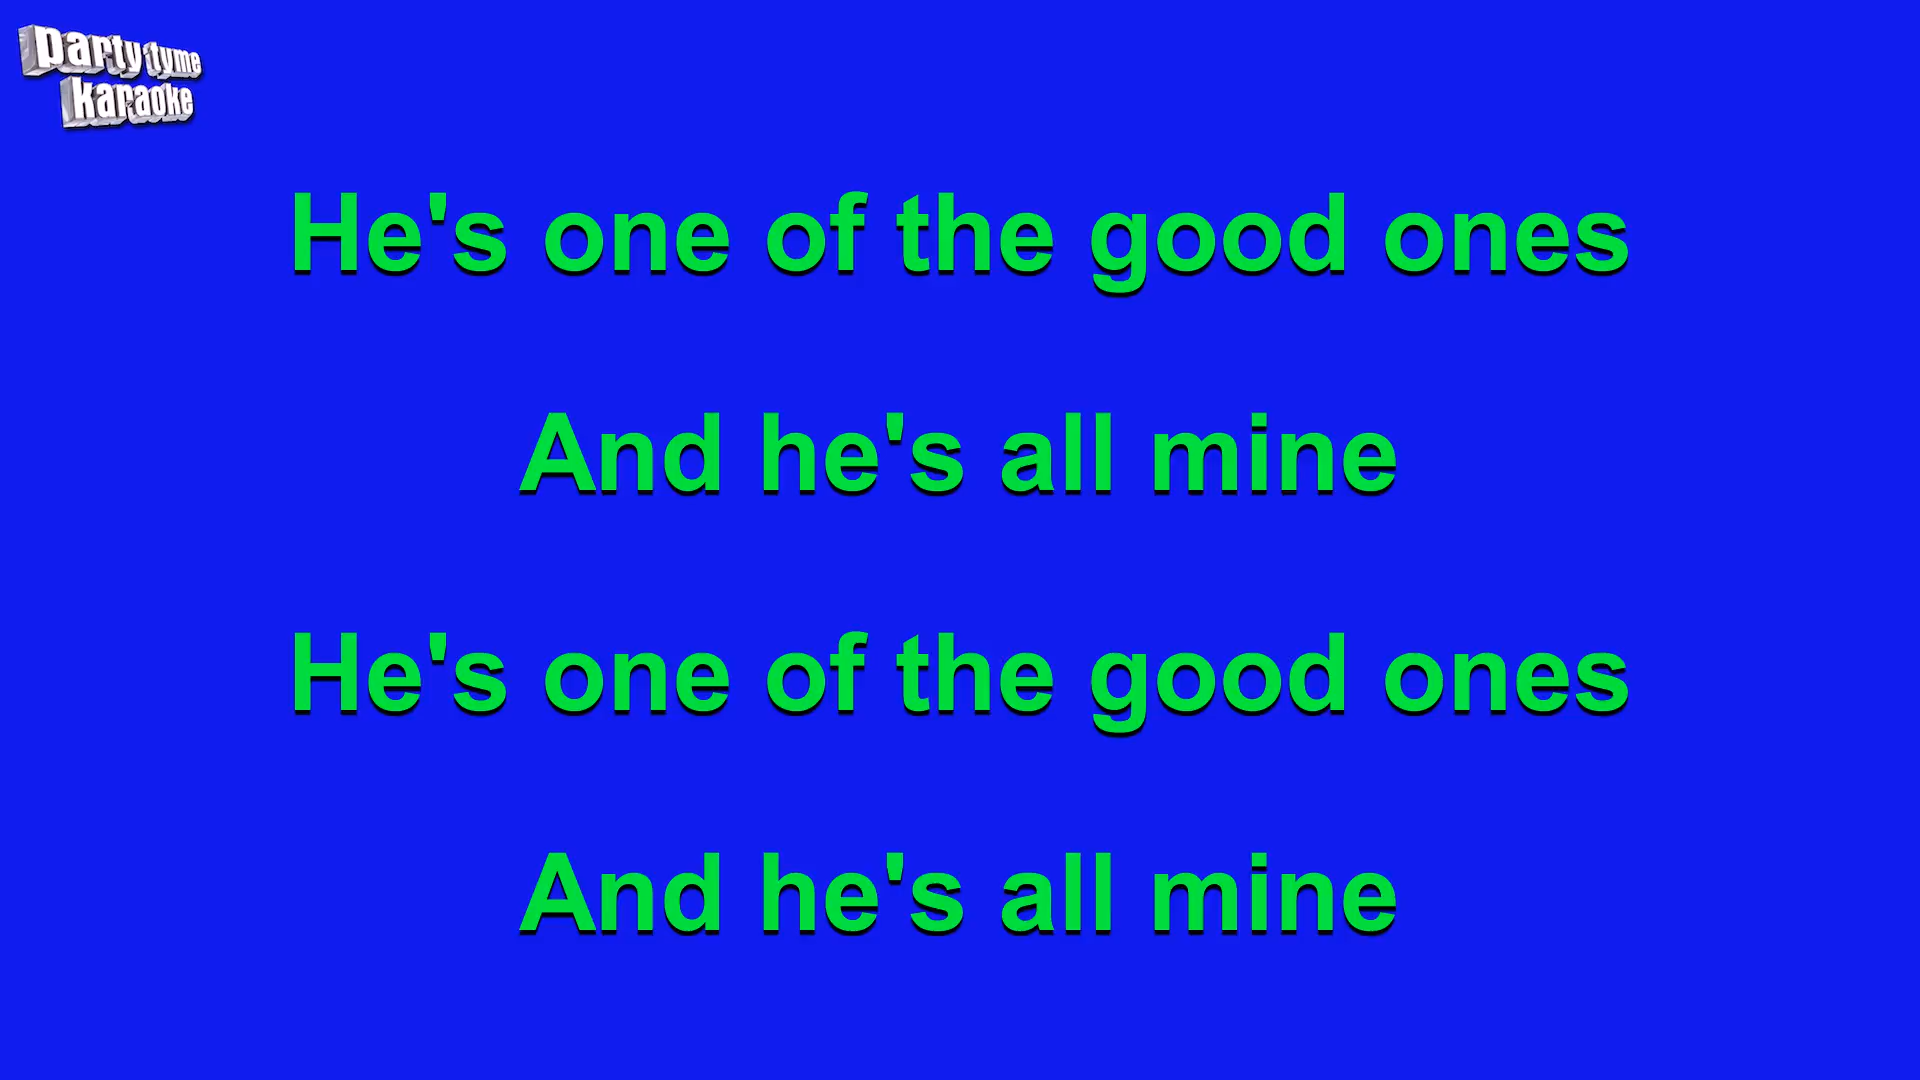 party tyme
karaoke
He's one of the good ones
And he's all mine
He's one of the good ones
And he's all mine